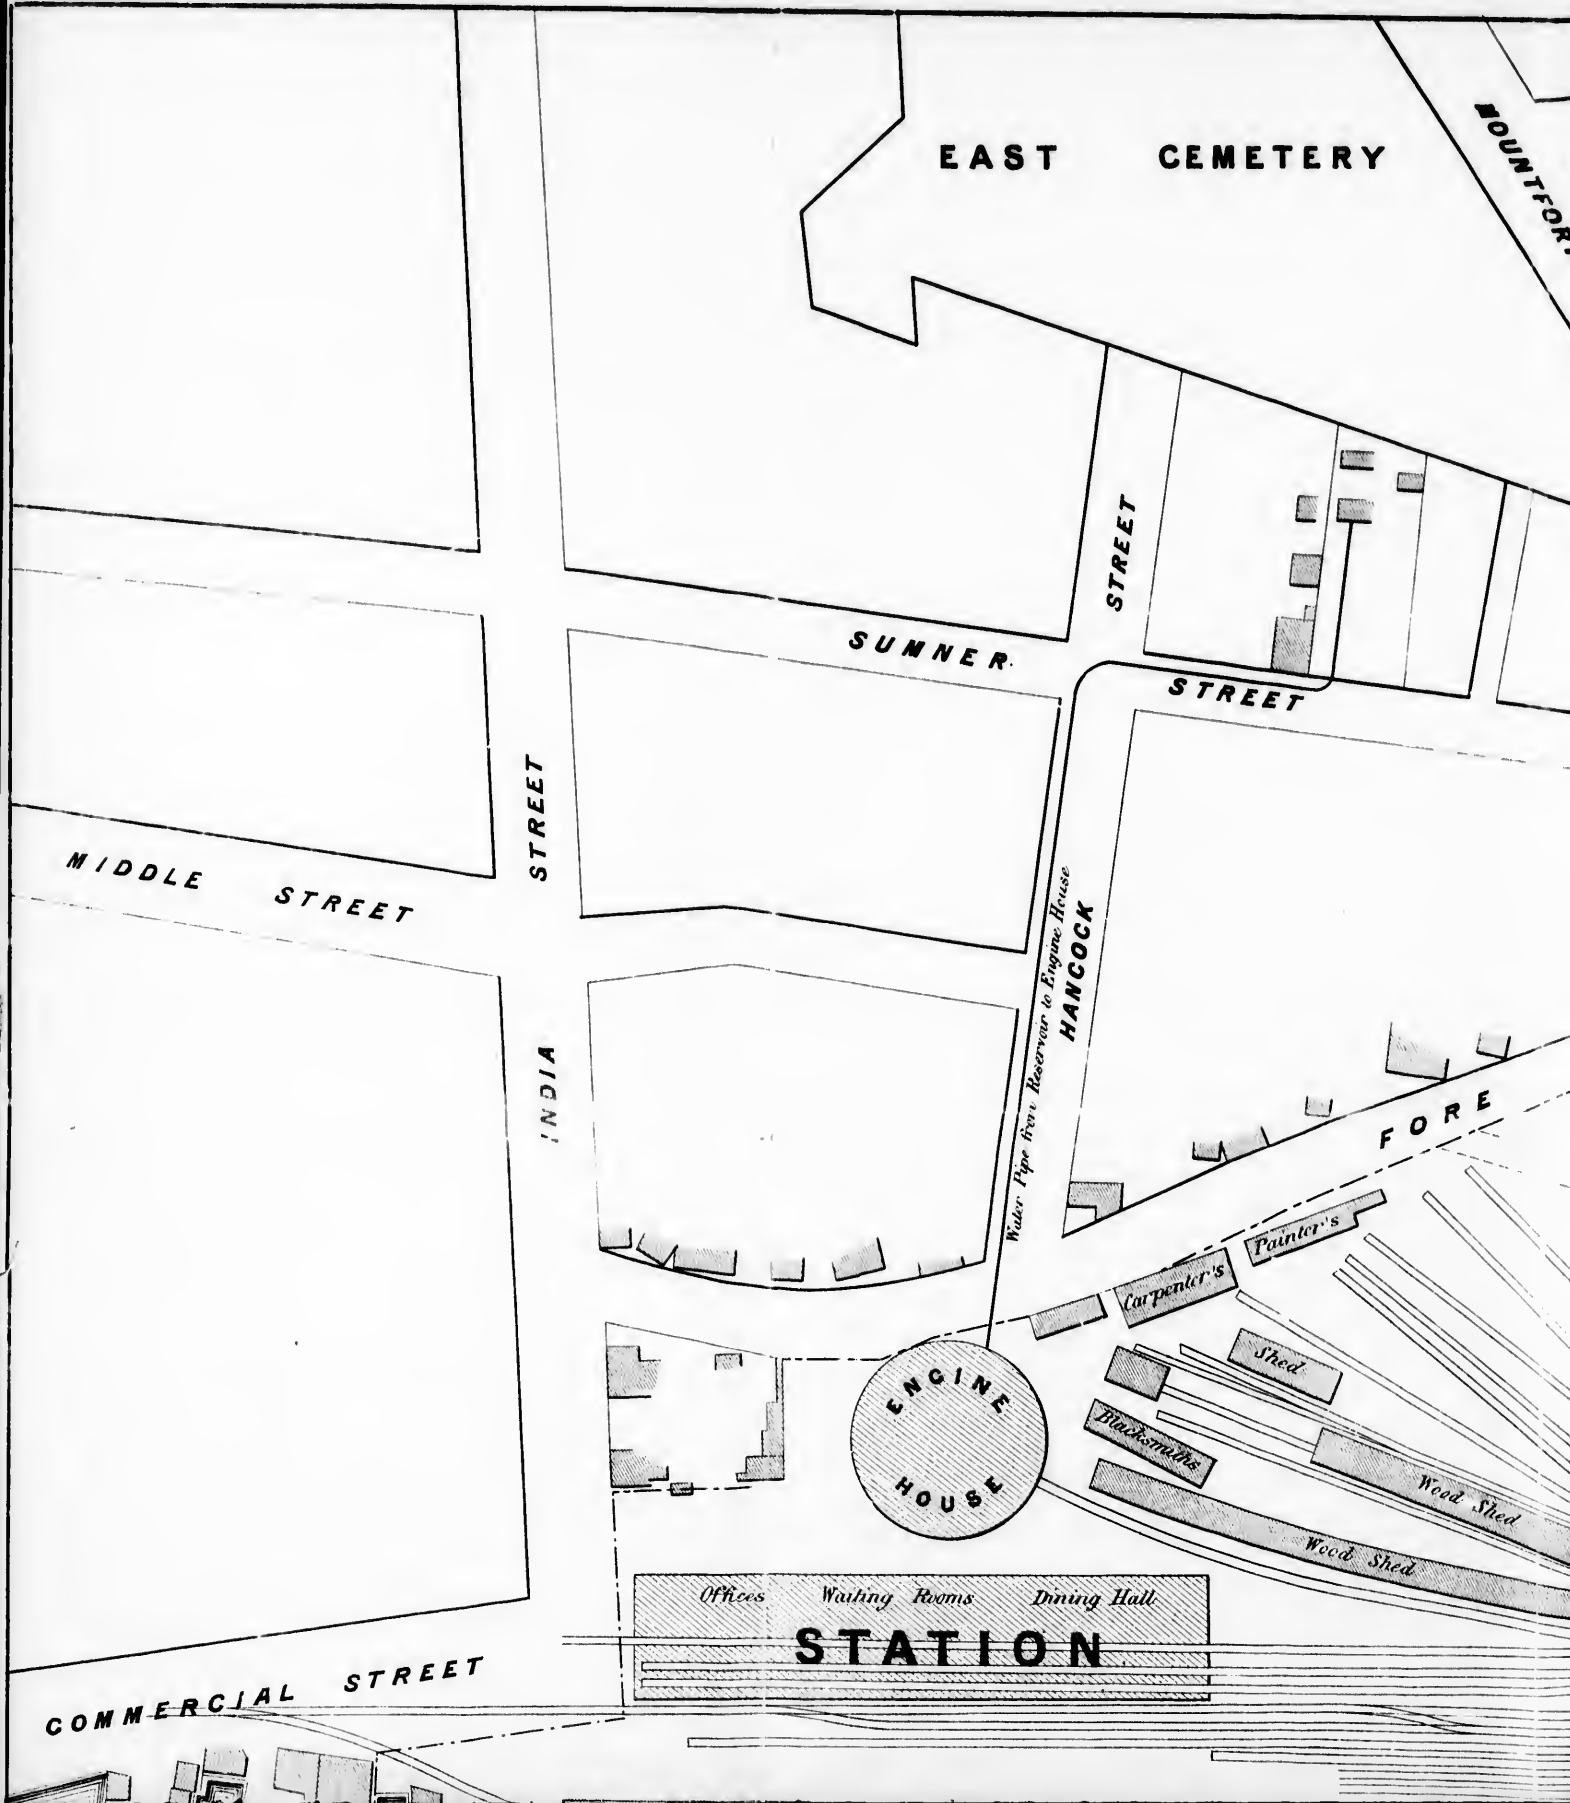 EAST CEMETERY
MOUNTFORT
STREET
SUMNER.
STREET
STREET
MIDDLE STREET
Water Pipe from Reservoir to Engine House
HANCOCK
INDIA
FORE
Painter's
Carpenter's
Shed
ENGINE
HOUSE
Blacksmiths
Wood Shed
Wood Shed
Offices Waiting Rooms Dining Hall
STATION
COMMERCIAL STREET